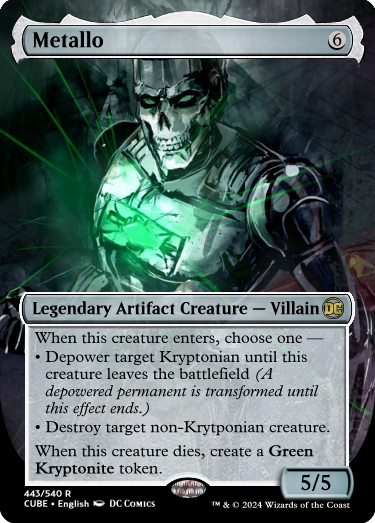 Metallo 6
Legendary Artifact Creature — Villain DC
When this creature enters, choose one —
• Depower target Kryptonian until this
creature leaves the battlefield (A
depowered permanent is transformed until
this effect ends.)
• Destroy target non-Krytponian creature.
When this creature dies, create a Green
Kryptonite token.
5/5
443/540 R
CUBE • English DC COMICS
™ & © 2024 Wizards of the Coast